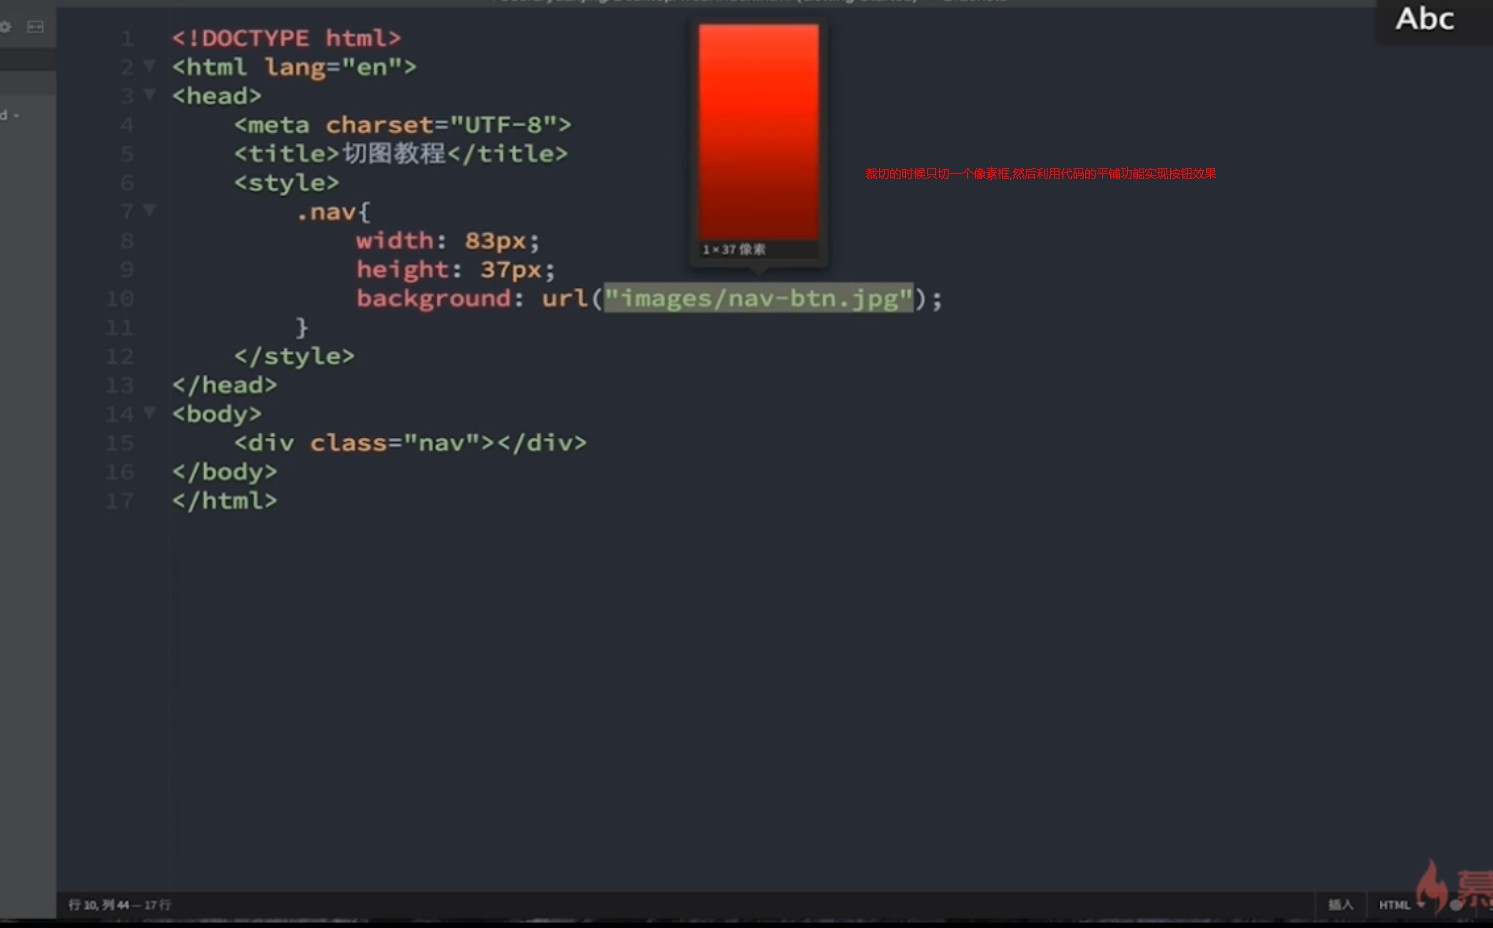 Abc
1 <!DOCTYPE html>
2 <html lang="en">
3 <head>
4 <meta charset="UTF-8">
5 <title>切图教程</title>
6 <style>
7 .nav{
8 width: 83px;
9 height: 37px;
10 background: url("images/nav-btn.jpg");
11 }
12 </style>
13 </head>
14 <body>
15 <div class="nav"></div>
16 </body>
17 </html>
1 × 37 像素
裁切的时候只切一个像素框,然后利用代码的平铺功能实现按钮效果
行 10, 列 44 — 17 行
插入 HTML
慕